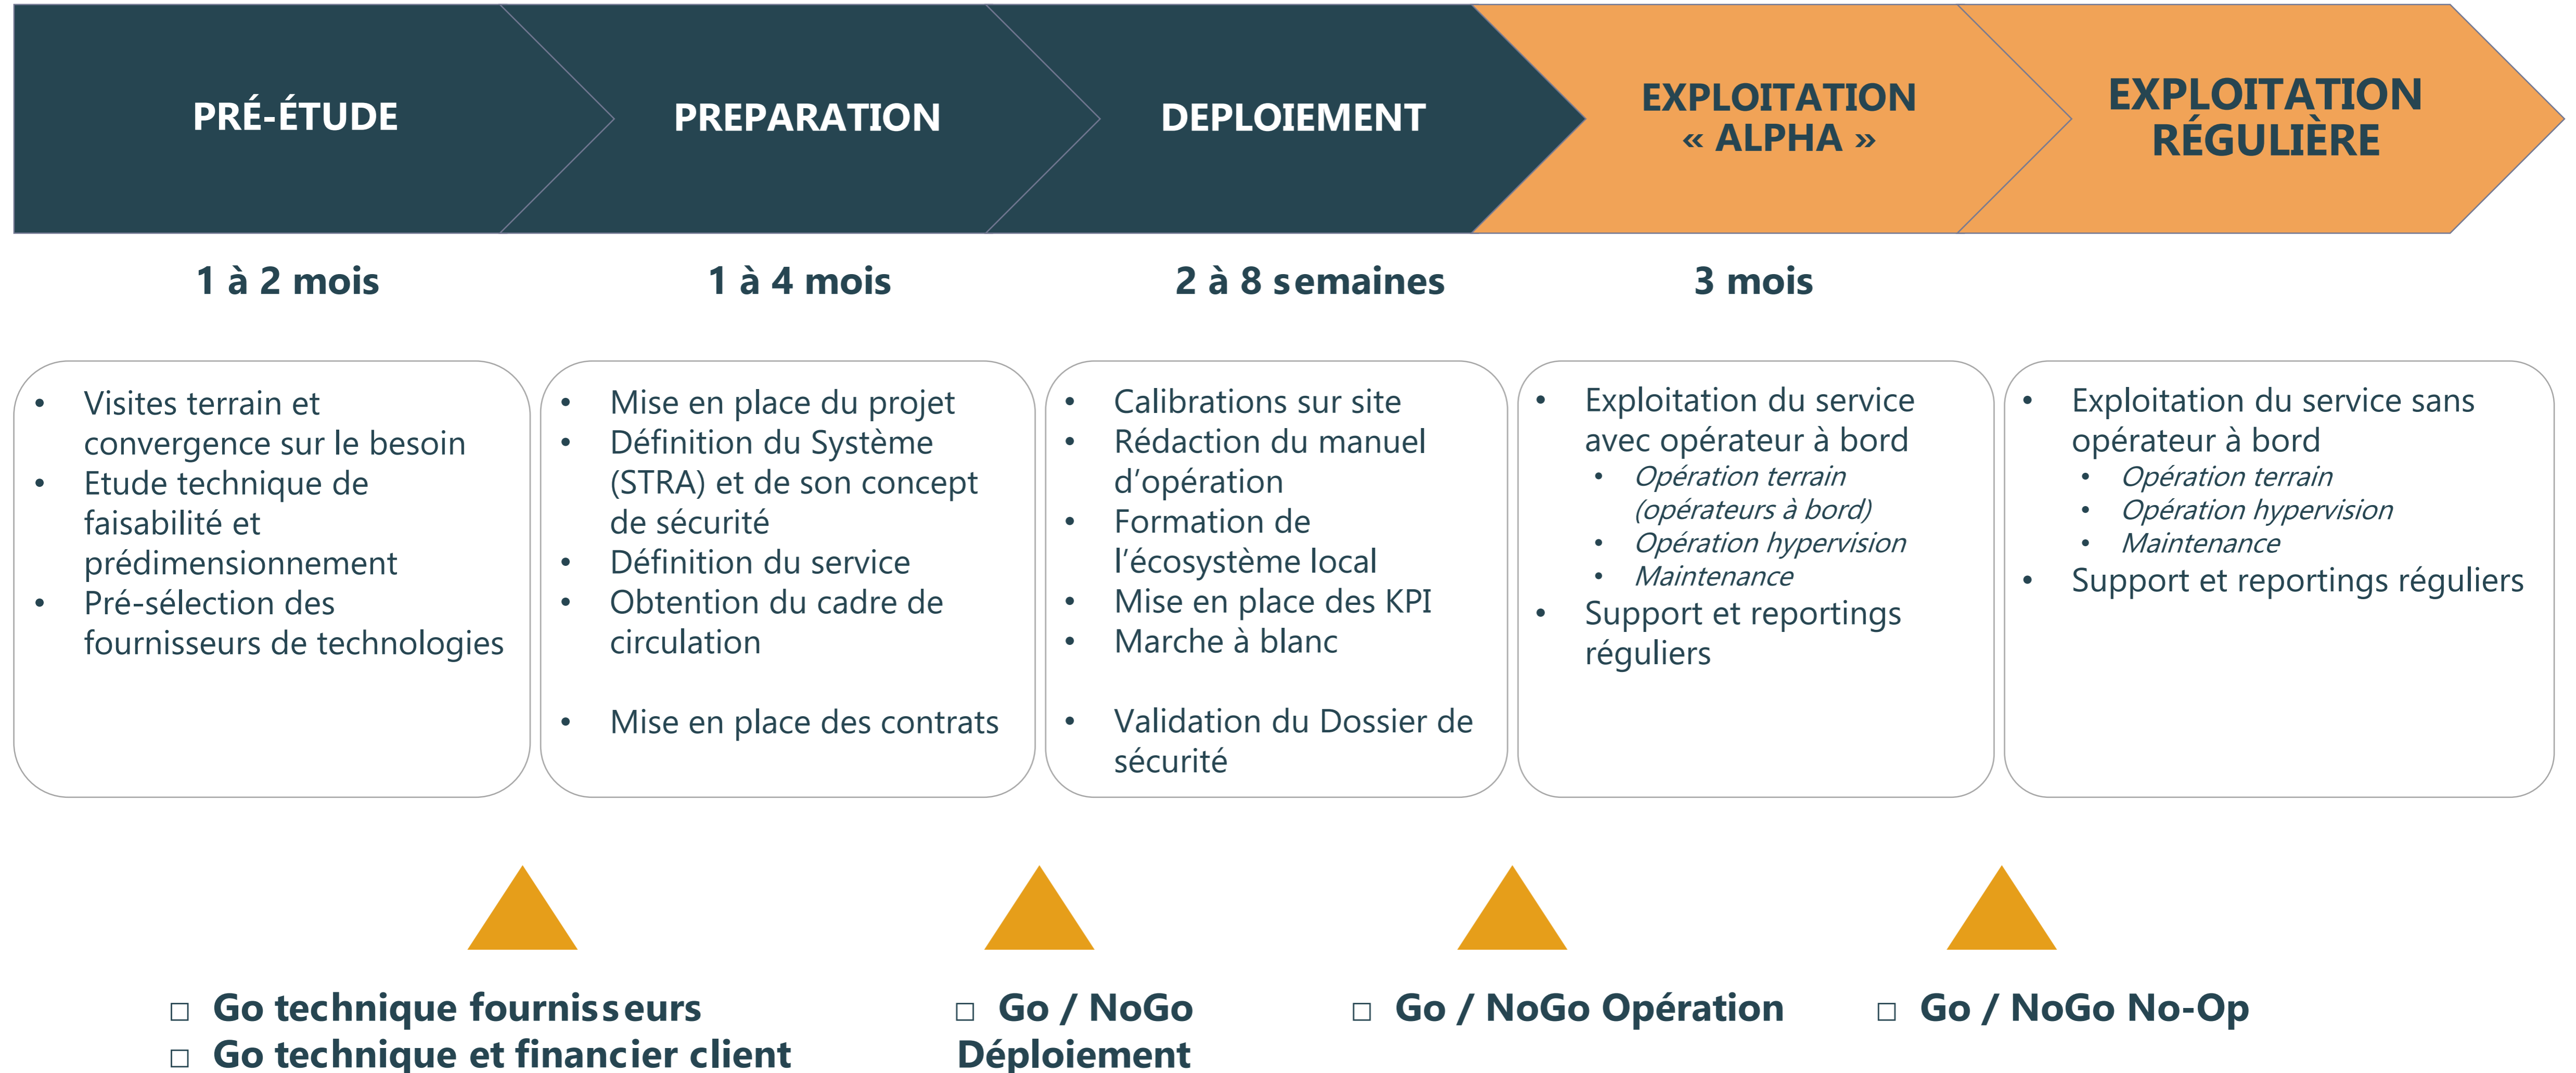 PRÉ-ÉTUDE
PREPARATION
DEPLOIEMENT
EXPLOITATION
« ALPHA »
EXPLOITATION
RÉGULIÈRE
1 à 2 mois
1 à 4 mois
2 à 8 semaines
3 mois
• Visites terrain et
convergence sur le besoin
• Etude technique de
faisabilité et
prédimensionnement
• Pré-sélection des
fournisseurs de technologies
• Mise en place du projet
• Définition du Système
(STRA) et de son concept
de sécurité
• Définition du service
• Obtention du cadre de
circulation
• Mise en place des contrats
• Calibrations sur site
• Rédaction du manuel
d’opération
• Formation de
l’écosystème local
• Mise en place des KPI
• Marche à blanc
• Validation du Dossier de
sécurité
• Exploitation du service
avec opérateur à bord
• Opération terrain
(opérateurs à bord)
• Opération hypervision
• Maintenance
• Support et reportings
réguliers
• Exploitation du service sans
opérateur à bord
• Opération terrain
• Opération hypervision
• Maintenance
• Support et reportings réguliers
□ Go technique fournisseurs
□ Go technique et financier client
□ Go / NoGo
Déploiement
□ Go / NoGo Opération
□ Go / NoGo No-Op